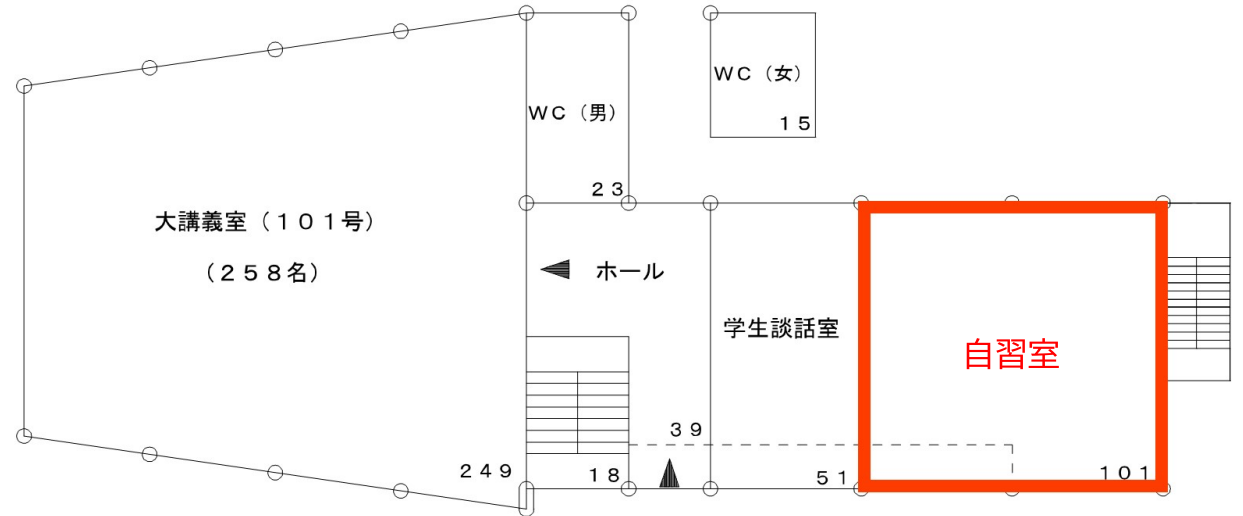 WC(女)
WC(男)
15
23
大講義室(101号)
(258名)
ホール
学生談話室
自習室
39
249
18
51
101